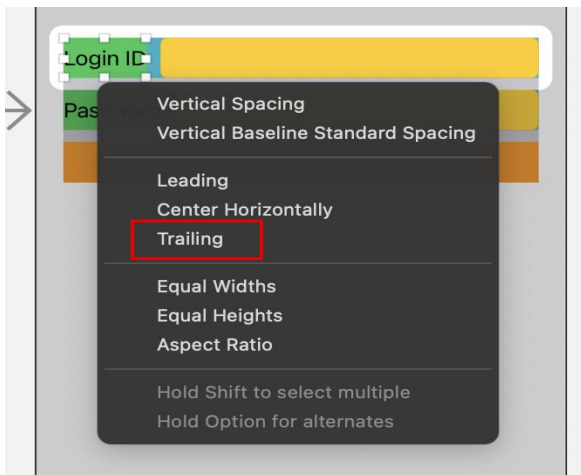 Login ID
Vertical Spacing
Vertical Baseline Standard Spacing
Leading
Center Horizontally
Trailing
Equal Widths
Equal Heights
Aspect Ratio
Hold Shift to select multiple
Hold Option for alternates